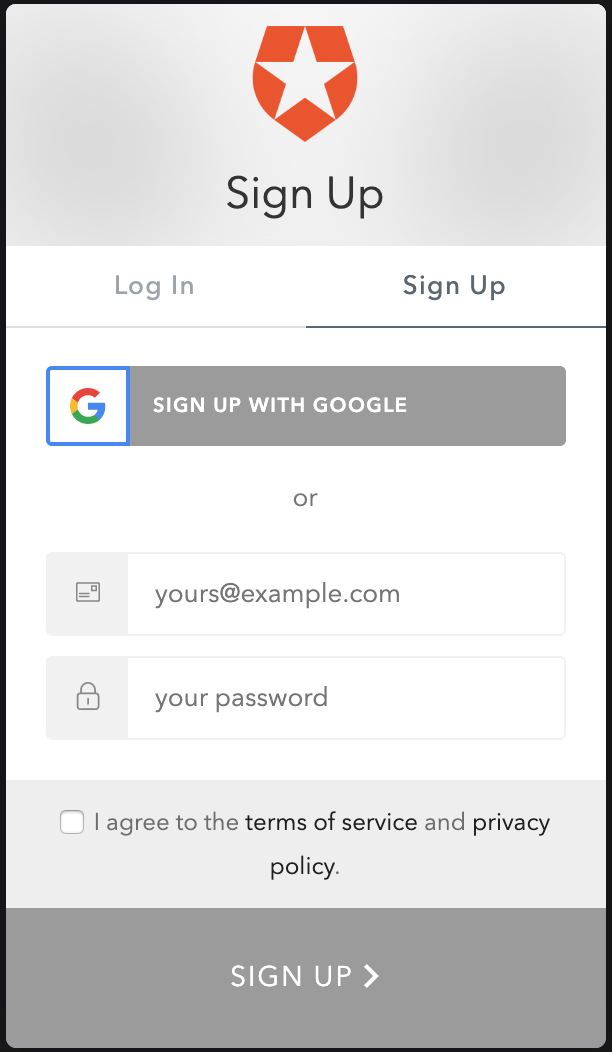 Sign Up
Log In
Sign Up
SIGN UP WITH GOOGLE
or
yours@example.com
your password
I agree to the terms of service and privacy
policy.
SIGN UP